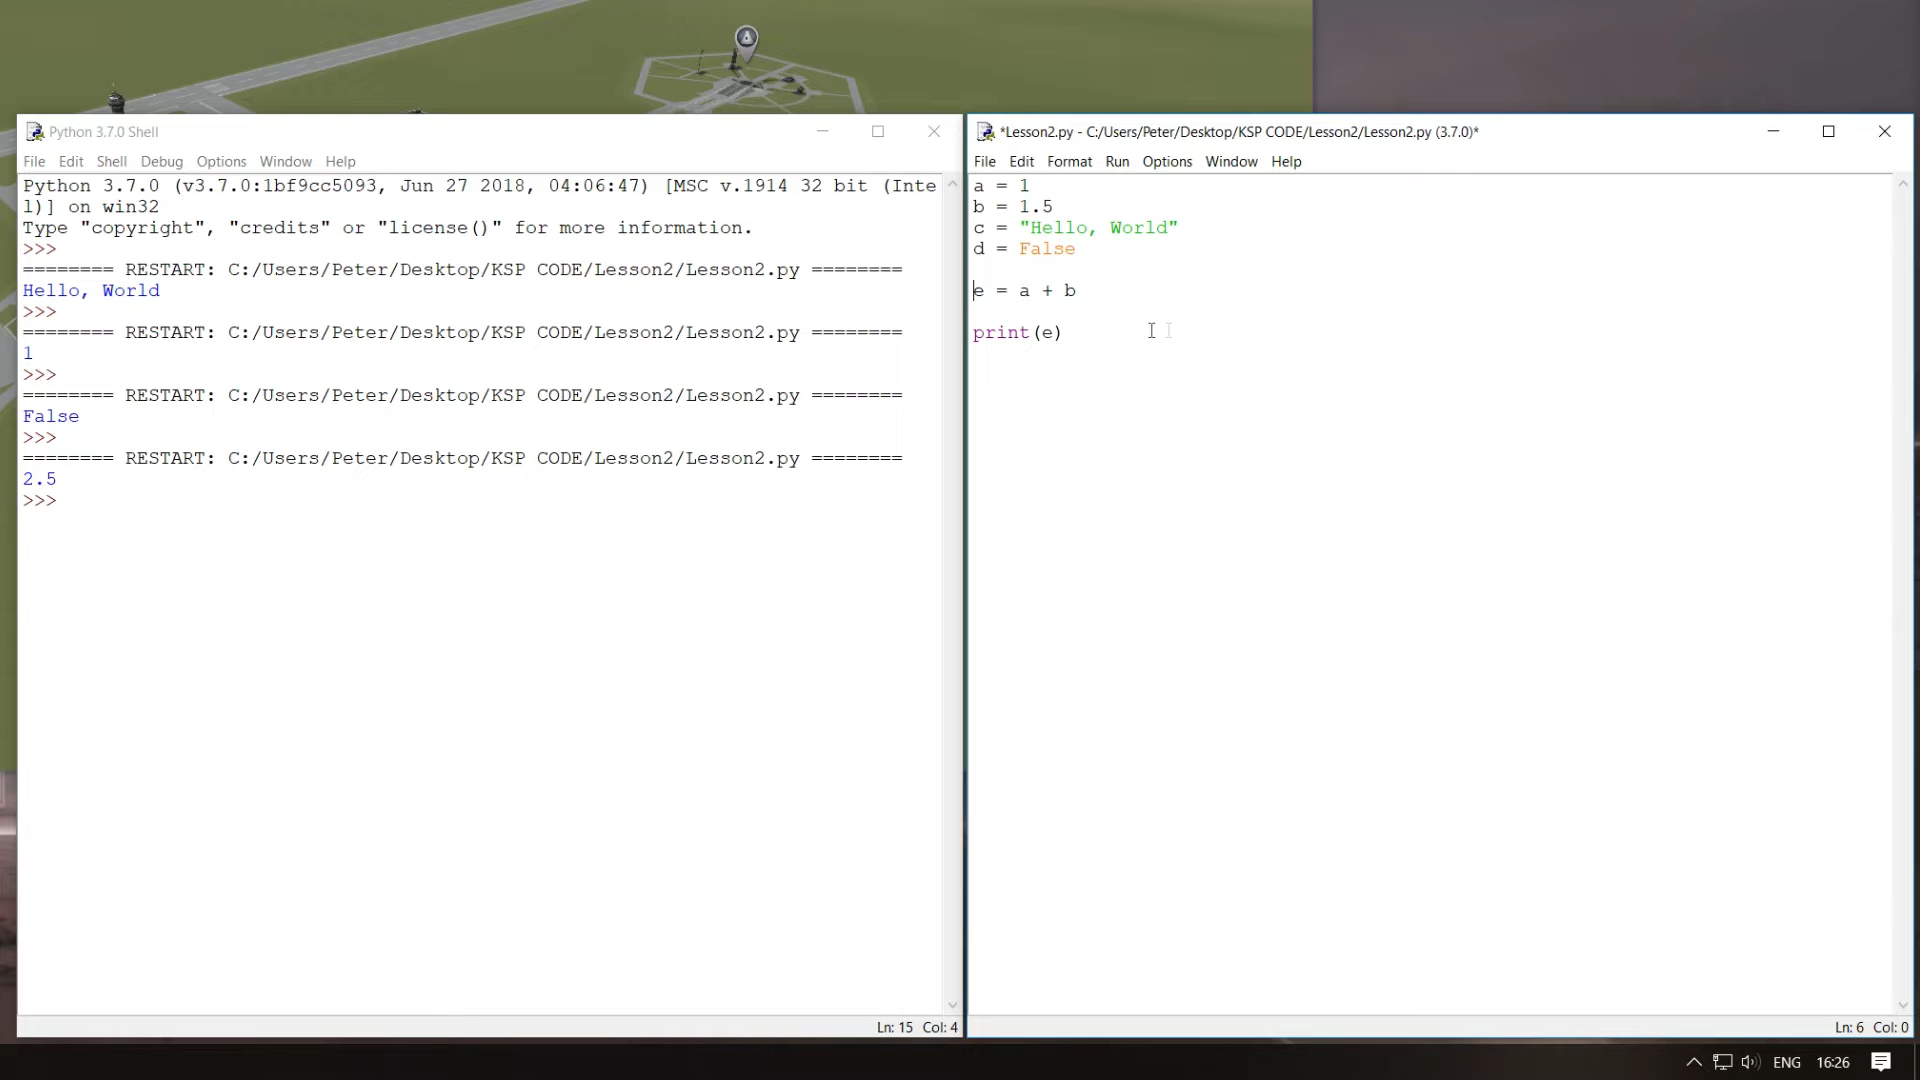 Python 3.7.0 Shell
File Edit Shell Debug Options Window Help
Python 3.7.0 (v3.7.0:1bf9cc5093, Jun 27 2018, 04:06:47) [MSC v.1914 32 bit (Inte
l)] on win32
Type "copyright", "credits" or "license()" for more information.
>>>
======== RESTART: C:/Users/Peter/Desktop/KSP CODE/Lesson2/Lesson2.py ========
Hello, World
>>>
======== RESTART: C:/Users/Peter/Desktop/KSP CODE/Lesson2/Lesson2.py ========
1
>>>
======== RESTART: C:/Users/Peter/Desktop/KSP CODE/Lesson2/Lesson2.py ========
False
>>>
======== RESTART: C:/Users/Peter/Desktop/KSP CODE/Lesson2/Lesson2.py ========
2.5
>>>
Ln: 15 Col: 4
*Lesson2.py - C:/Users/Peter/Desktop/KSP CODE/Lesson2/Lesson2.py (3.7.0)*
File Edit Format Run Options Window Help
a = 1
b = 1.5
c = "Hello, World"
d = False
e = a + b
print(e)
Ln: 6 Col: 0
ENG 16:26